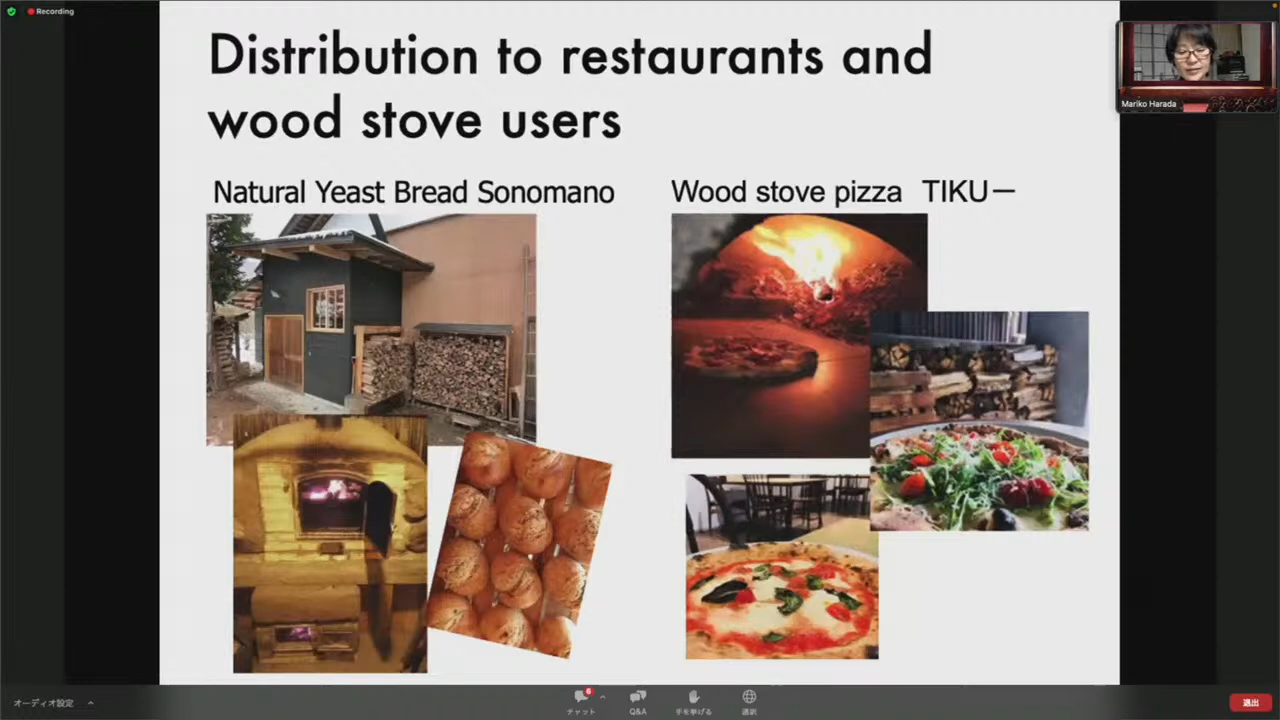 Recording
Distribution to restaurants and
wood stove users
Mariko Harada
Natural Yeast Bread Sonomano
Wood stove pizza TIKUー
オーディオ設定
6
チャット
Q&A
手を挙げる
通訳
退出